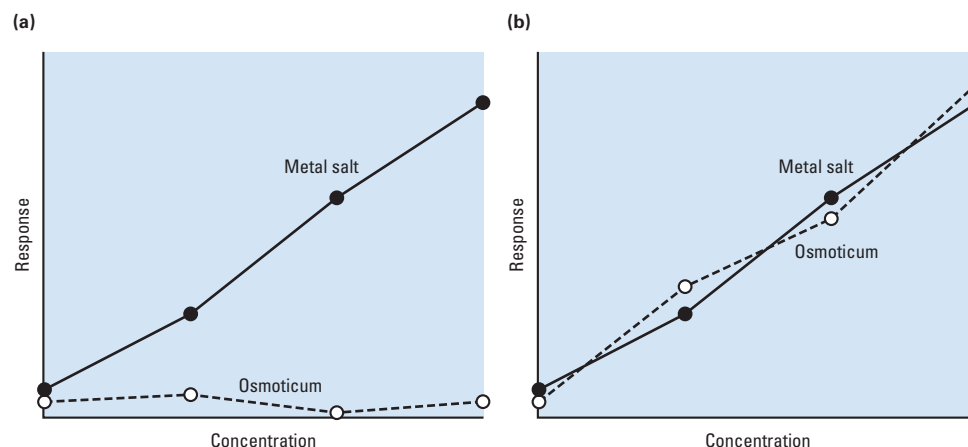 (a)
Response
Metal salt
Osmoticum
Concentration
(b)
Response
Metal salt
Osmoticum
Concentration